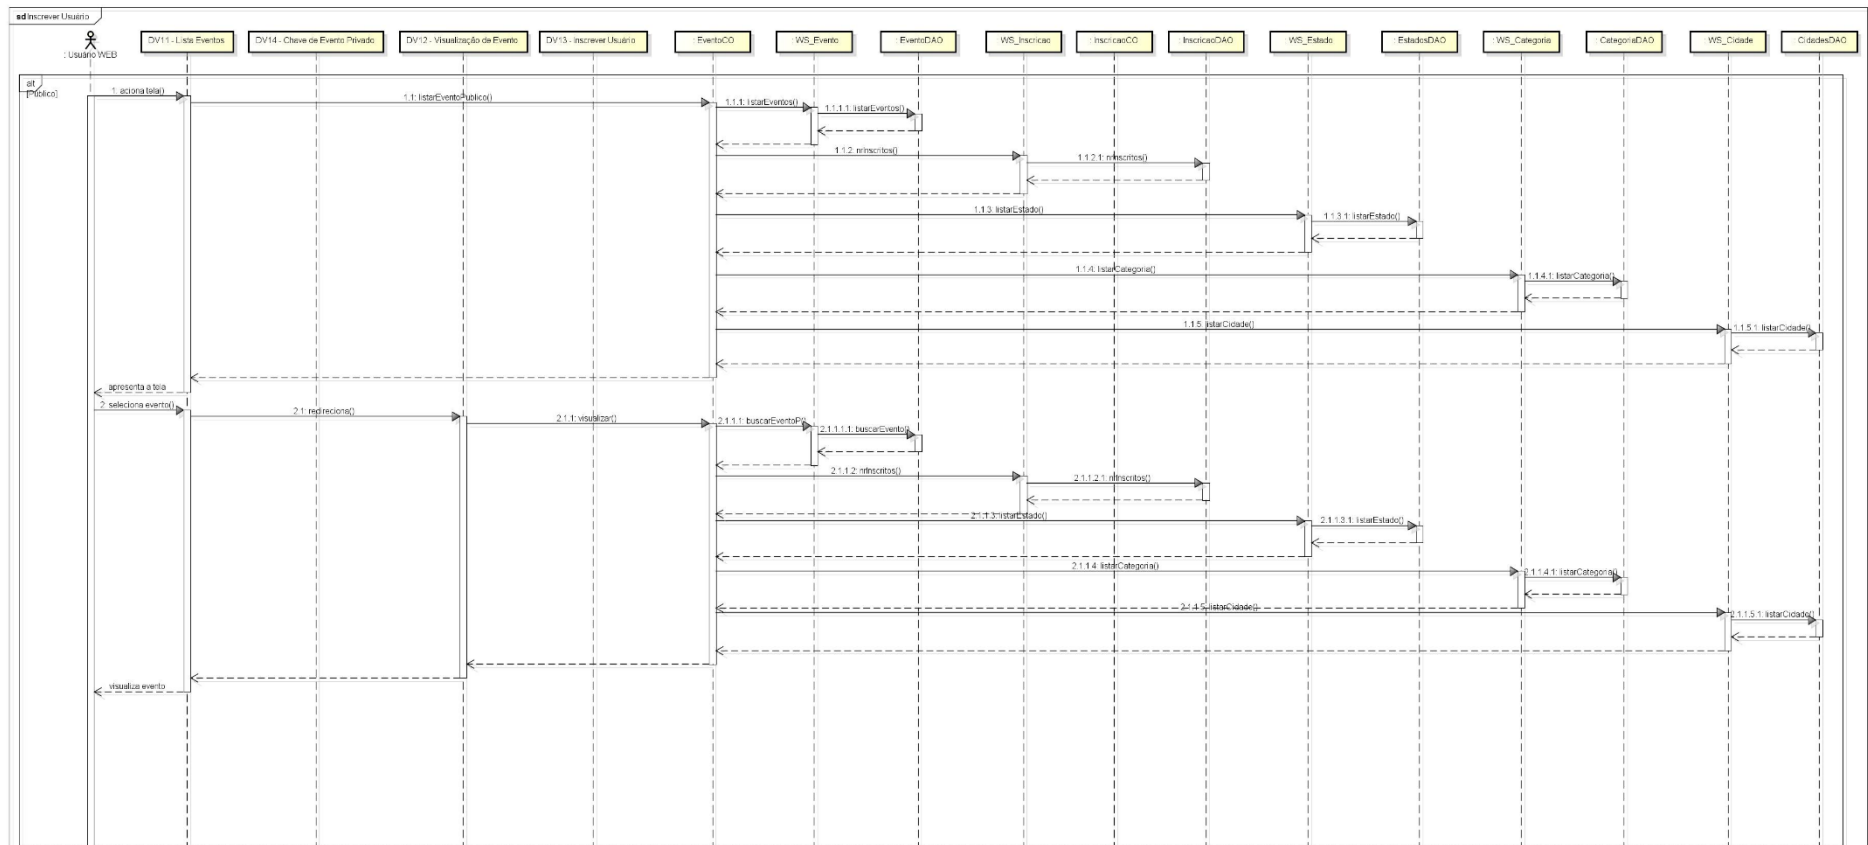 sd Inscrever Usuário
: Usuário WEB
DV11 - Lista Eventos
DV14 - Chave de Evento Privado
DV12 - Visualização de Evento
DV13 - Inscrever Usuário
: EventoCO
: WS_Evento
: EventoDAO
WS_Inscricao
: InscricaoCO
: InscricaoDAO
: WS_Estado
: EstadosDAO
: WS_Categoria
: CategoriaDAO
: WS_Cidade
CidadesDAO
alt
[Público]
1: aciona tela()
1.1: listarEventoPublico()
1.1.1: listarEventos()
1.1.1.1: listarEventos()
1.1.2: nrInscritos()
1.1.2.1: nrInscritos()
1.1.3: listarEstado()
1.1.3.1: listarEstado()
1.1.4: listarCategoria()
1.1.4.1: listarCategoria()
1.1.5: listarCidade()
1.1.5.1: listarCidade()
apresenta a tela
2: seleciona evento()
2.1: redireciona()
2.1.1: visualizar()
2.1.1.1: buscarEventoP()
2.1.1.1.1: buscarEvento()
2.1.1.2: nrInscritos()
2.1.1.2.1: nrInscritos()
2.1.1.3: listarEstado()
2.1.1.3.1: listarEstado()
2.1.1.4: listarCategoria()
2.1.1.4.1: listarCategoria()
2.1.1.5: listarCidade()
2.1.1.5.1: listarCidade()
visualiza evento